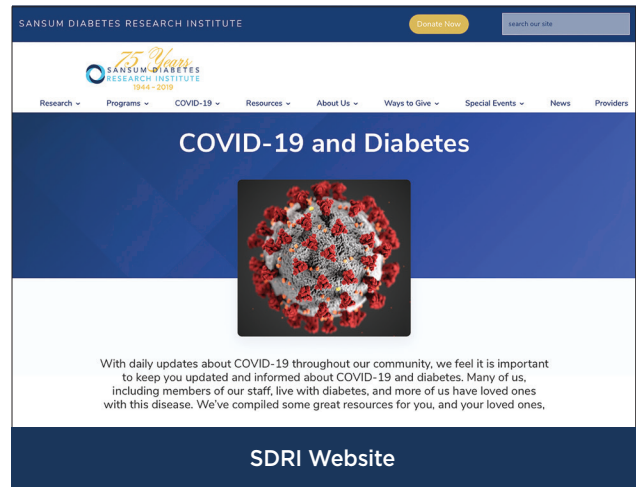 SANSUM DIABETES RESEARCH INSTITUTE
Donate Now
search our site
75 Years
SANSUM DIABETES
RESEARCH INSTITUTE
1944 - 2019
Research
Programs
COVID-19
Resources
About Us
Ways to Give
Special Events
News
Providers
COVID-19 and Diabetes
With daily updates about COVID-19 throughout our community, we feel it is important
to keep you updated and informed about COVID-19 and diabetes. Many of us,
including members of our staff, live with diabetes, and more of us have loved ones
with this disease. We've compiled some great resources for you, and your loved ones,
SDRI Website